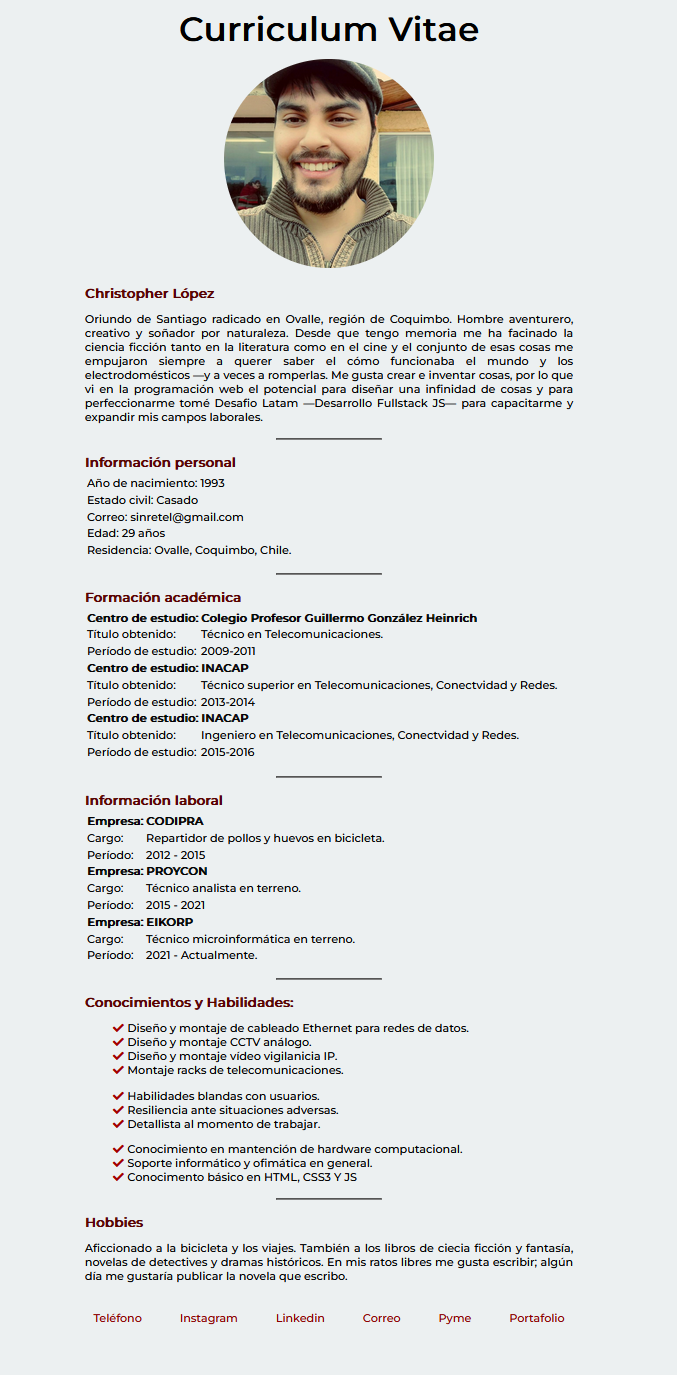 Curriculum Vitae
Christopher López
Oriundo de Santiago radicado en Ovalle, región de Coquimbo. Hombre aventurero,
creativo y soñador por naturaleza. Desde que tengo memoria me ha facinado la
ciencia ficción tanto en la literatura como en el cine y el conjunto de esas cosas me
empujaron siempre a querer saber el cómo funcionaba el mundo y los
electrodomésticos —y a veces a romperlas. Me gusta crear e inventar cosas, por lo que
vi en la programación web el potencial para diseñar una infinidad de cosas y para
perfeccionarme tomé Desafio Latam —Desarrollo Fullstack JS— para capacitarme y
expandir mis campos laborales.
Información personal
Año de nacimiento: 1993
Estado civil: Casado
Correo: sinretel@gmail.com
Edad: 29 años
Residencia: Ovalle, Coquimbo, Chile.
Formación académica
Centro de estudio: Colegio Profesor Guillermo González Heinrich
Título obtenido: Técnico en Telecomunicaciones.
Período de estudio: 2009-2011
Centro de estudio: INACAP
Título obtenido: Técnico superior en Telecomunicaciones, Conectvidad y Redes.
Período de estudio: 2013-2014
Centro de estudio: INACAP
Título obtenido: Ingeniero en Telecomunicaciones, Conectvidad y Redes.
Período de estudio: 2015-2016
Información laboral
Empresa: CODIPRA
Cargo: Repartidor de pollos y huevos en bicicleta.
Período: 2012 - 2015
Empresa: PROYCON
Cargo: Técnico analista en terreno.
Período: 2015 - 2021
Empresa: EIKORP
Cargo: Técnico microinformática en terreno.
Período: 2021 - Actualmente.
Conocimientos y Habilidades:
✔ Diseño y montaje de cableado Ethernet para redes de datos.
✔ Diseño y montaje CCTV análogo.
✔ Diseño y montaje vídeo vigilanicia IP.
✔ Montaje racks de telecomunicaciones.
✔ Habilidades blandas con usuarios.
✔ Resiliencia ante situaciones adversas.
✔ Detallista al momento de trabajar.
✔ Conocimiento en mantención de hardware computacional.
✔ Soporte informático y ofimática en general.
✔ Conocimento básico en HTML, CSS3 Y JS
Hobbies
Aficcionado a la bicicleta y los viajes. También a los libros de ciecia ficción y fantasía,
novelas de detectives y dramas históricos. En mis ratos libres me gusta escribir; algún
día me gustaría publicar la novela que escribo.
Teléfono Instagram Linkedin Correo Pyme Portafolio